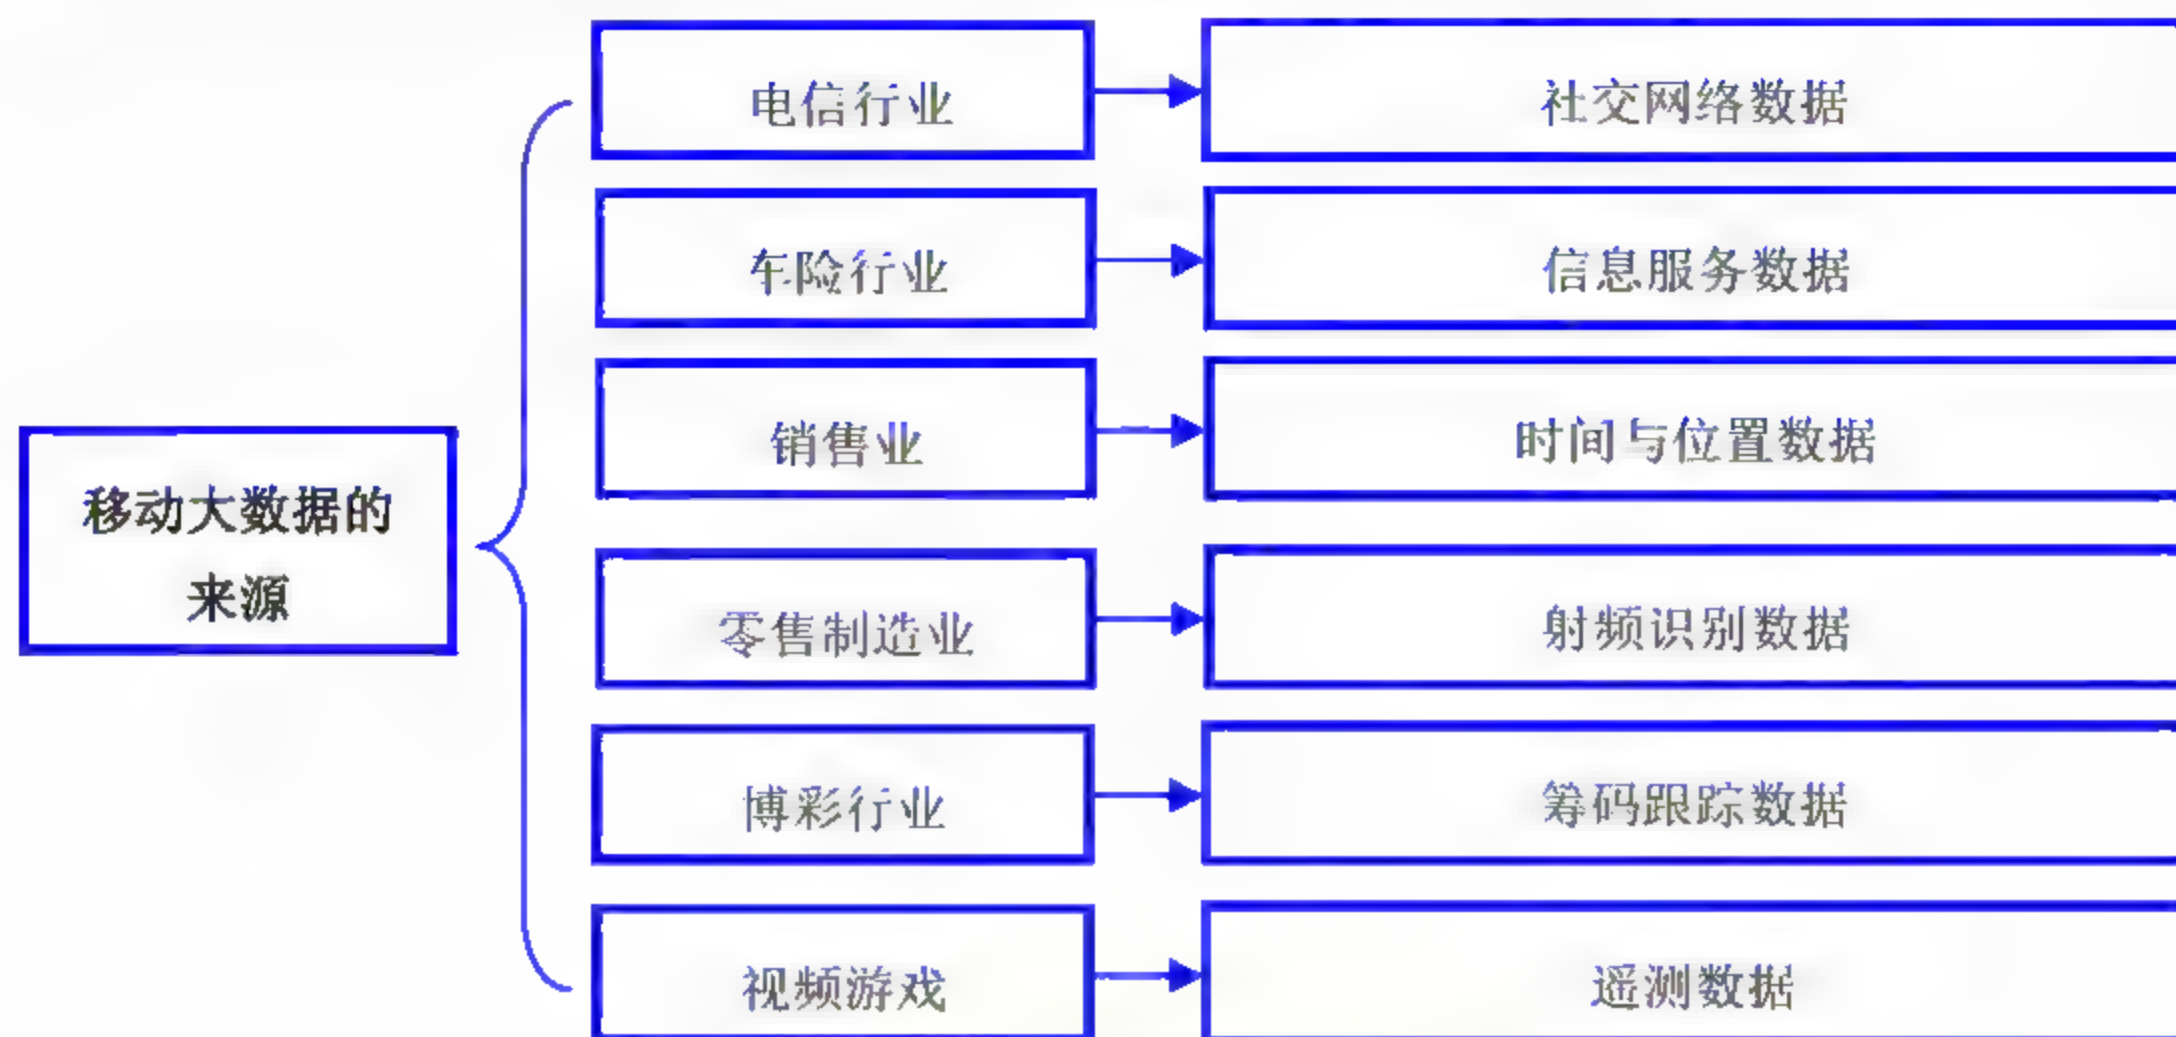 电信行业
社交网络数据
车险行业
信息服务数据
销售业
时间与位置数据
移动大数据的
来源
零售制造业
射频识别数据
博彩行业
筹码跟踪数据
视频游戏
遥测数据